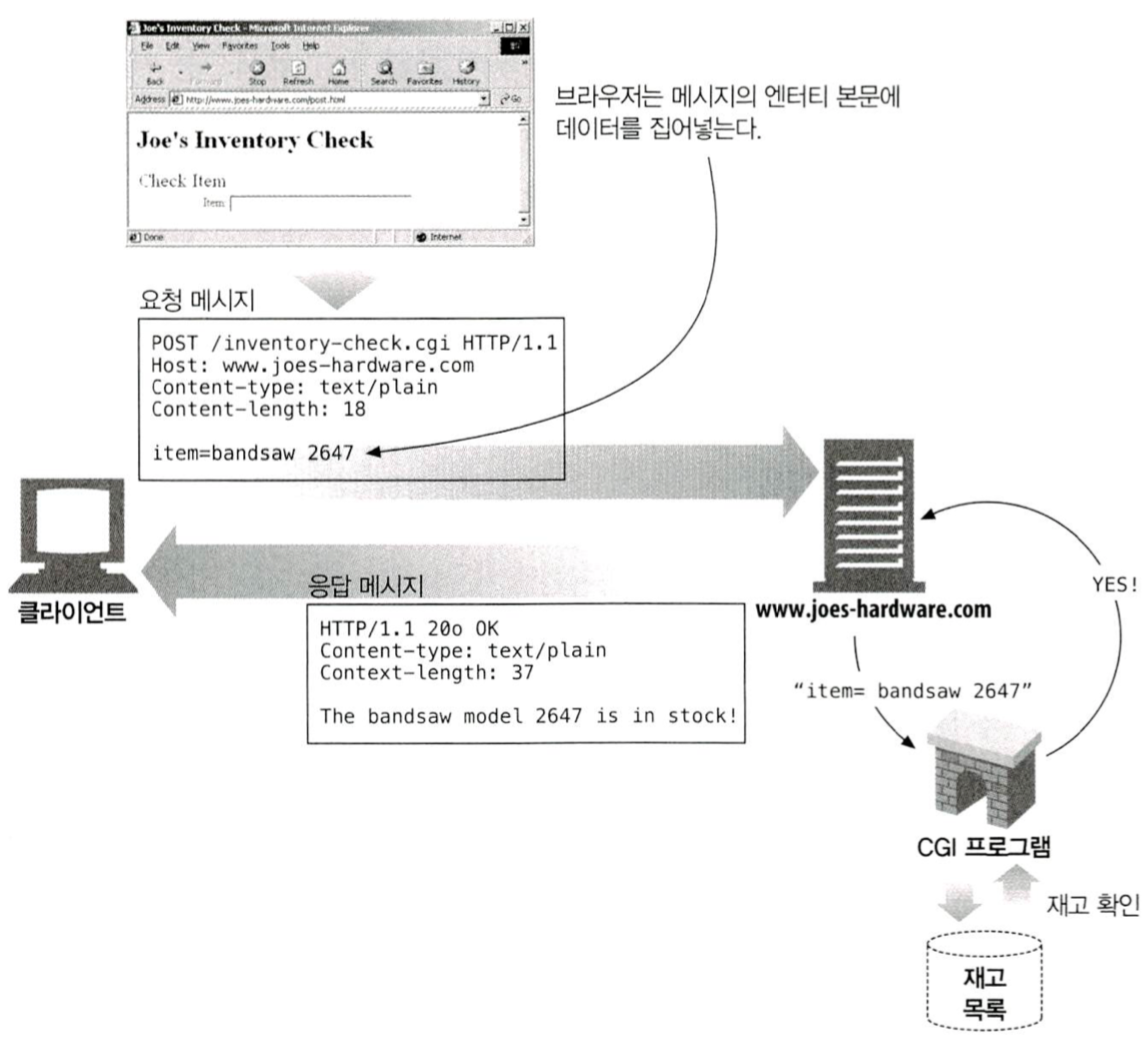 Joe's Inventory Check - Microsoft Internet Explorer
File Edit View Favorites Tools Help
Back Forward Stop Refresh Home Search Favorites History
Address http://www.joes-hardware.com/post.html Go
Joe's Inventory Check
Check Item
Item:
Done Internet
브라우저는 메시지의 엔터티 본문에
데이터를 집어넣는다.
요청 메시지
POST /inventory-check.cgi HTTP/1.1
Host: www.joes-hardware.com
Content-type: text/plain
Content-length: 18
item=bandsaw 2647
클라이언트
응답 메시지
HTTP/1.1 20o OK
Content-type: text/plain
Context-length: 37
The bandsaw model 2647 is in stock!
www.joes-hardware.com
YES!
“item= bandsaw 2647”
CGI 프로그램
재고 확인
재고
목록